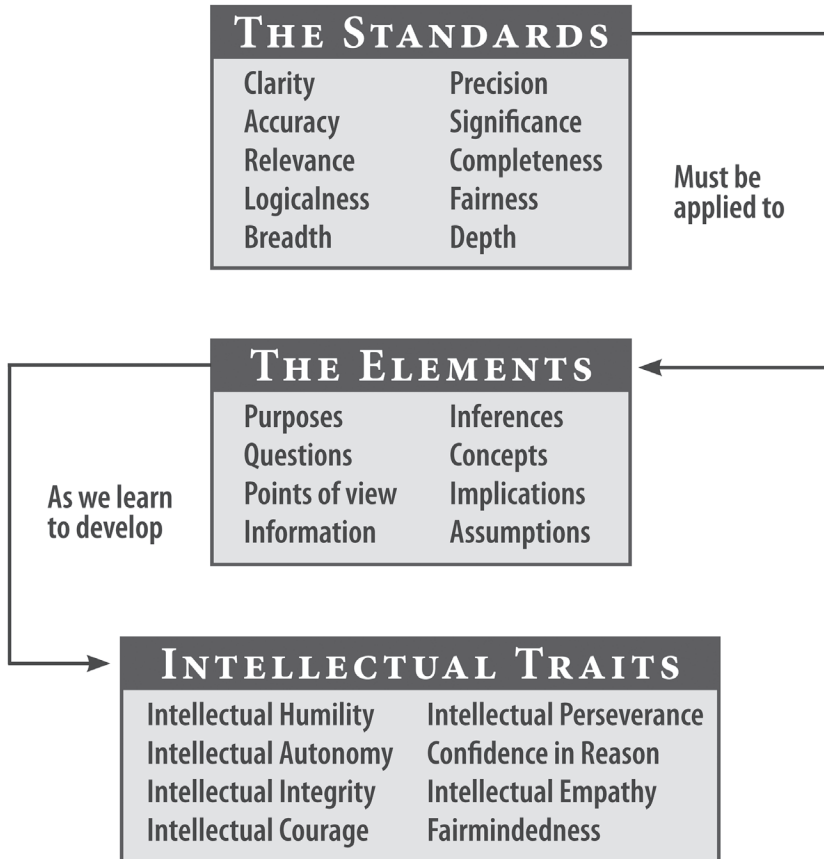 THE STANDARDS
Clarity
Accuracy
Relevance
Logicalness
Breadth
Precision
Significance
Completeness
Fairness
Depth
Must be
applied to
THE ELEMENTS
Purposes
Questions
Points of view
Information
Inferences
Concepts
Implications
Assumptions
As we learn
to develop
INTELLECTUAL TRAITS
Intellectual Humility
Intellectual Autonomy
Intellectual Integrity
Intellectual Courage
Intellectual Perseverance
Confidence in Reason
Intellectual Empathy
Fairmindedness